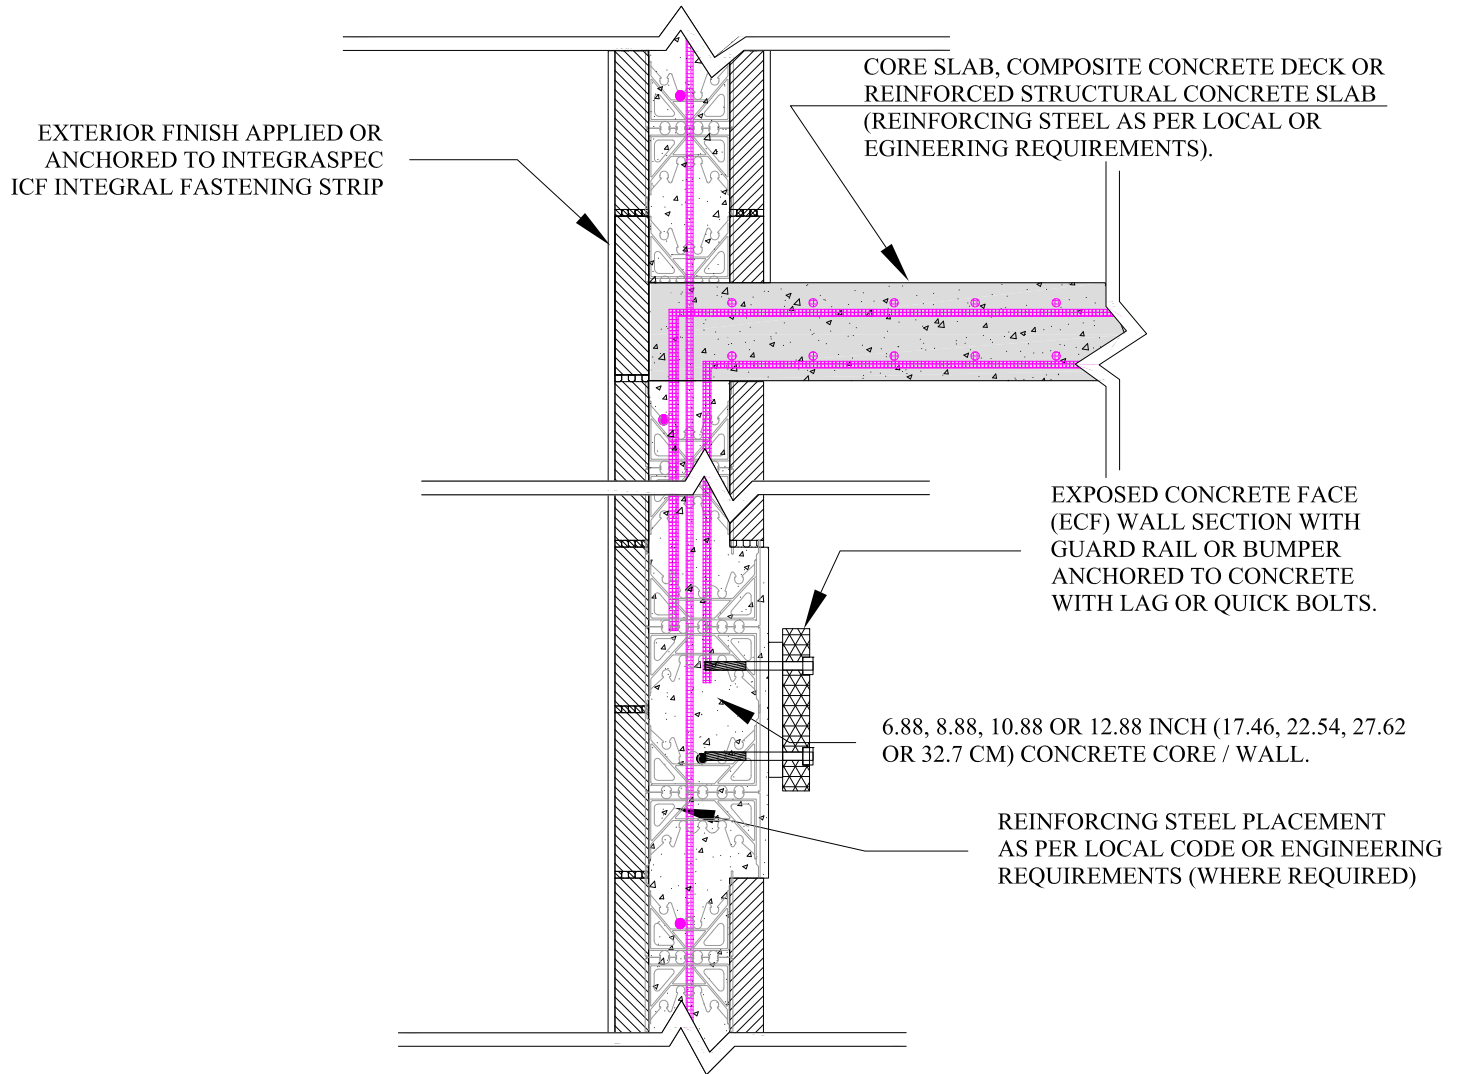 CORE SLAB, COMPOSITE CONCRETE DECK OR
REINFORCED STRUCTURAL CONCRETE SLAB
(REINFORCING STEEL AS PER LOCAL OR
EGINEERING REQUIREMENTS).
EXTERIOR FINISH APPLIED OR
ANCHORED TO INTEGRASPEC
ICF INTEGRAL FASTENING STRIP
EXPOSED CONCRETE FACE
(ECF) WALL SECTION WITH
GUARD RAIL OR BUMPER
ANCHORED TO CONCRETE
WITH LAG OR QUICK BOLTS.
6.88, 8.88, 10.88 OR 12.88 INCH (17.46, 22.54, 27.62
OR 32.7 CM) CONCRETE CORE / WALL.
REINFORCING STEEL PLACEMENT
AS PER LOCAL CODE OR ENGINEERING
REQUIREMENTS (WHERE REQUIRED)